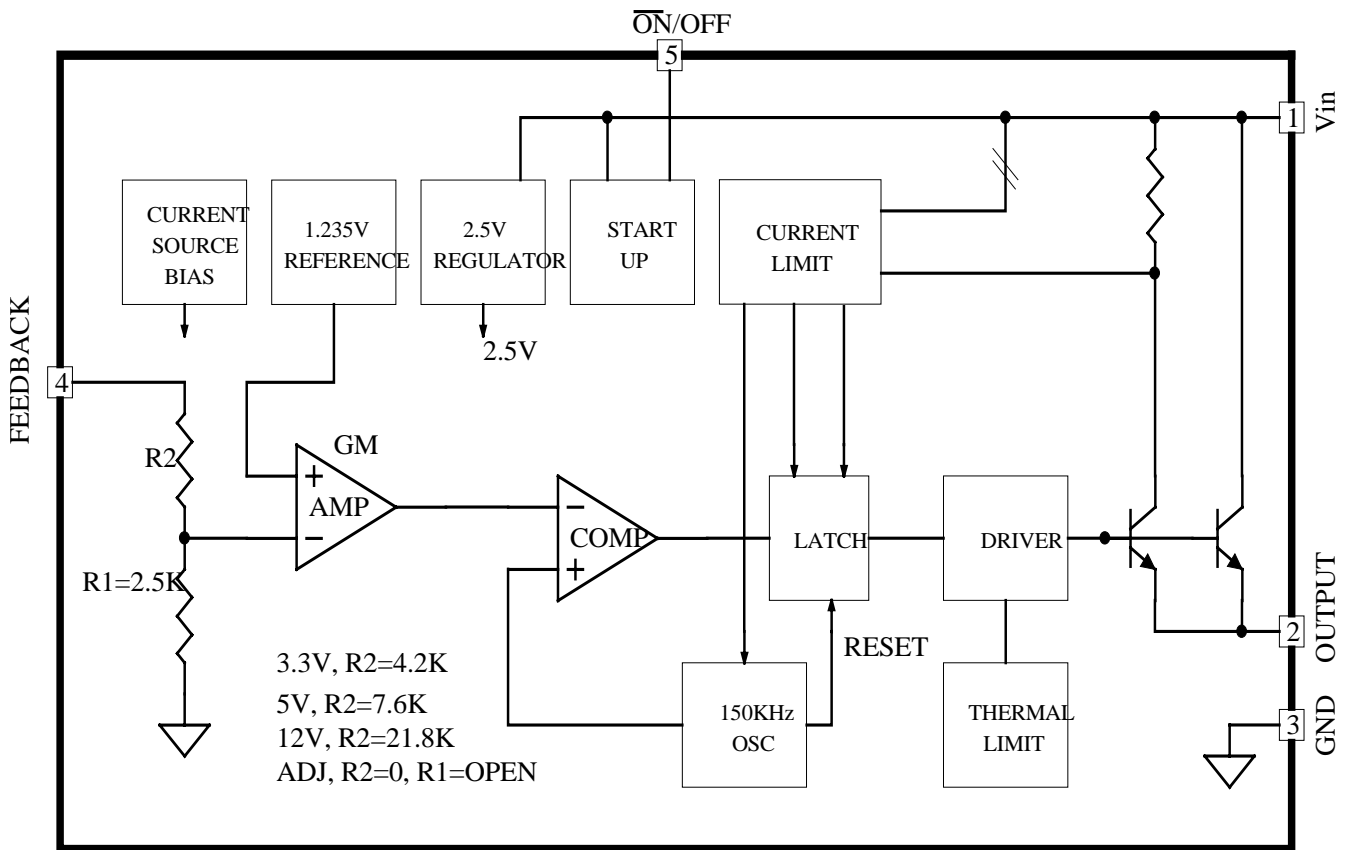 ON/OFF
5
1
Vin
CURRENT
SOURCE
BIAS
1.235V
REFERENCE
2.5V
REGULATOR
START
UP
CURRENT
LIMIT
2.5V
FEEDBACK
4
R2
GM
+
AMP
−
R1=2.5K
−
COMP
+
LATCH
DRIVER
2
OUTPUT
RESET
3.3V, R2=4.2K
5V, R2=7.6K
12V, R2=21.8K
ADJ, R2=0, R1=OPEN
150KHz
OSC
THERMAL
LIMIT
3
GND